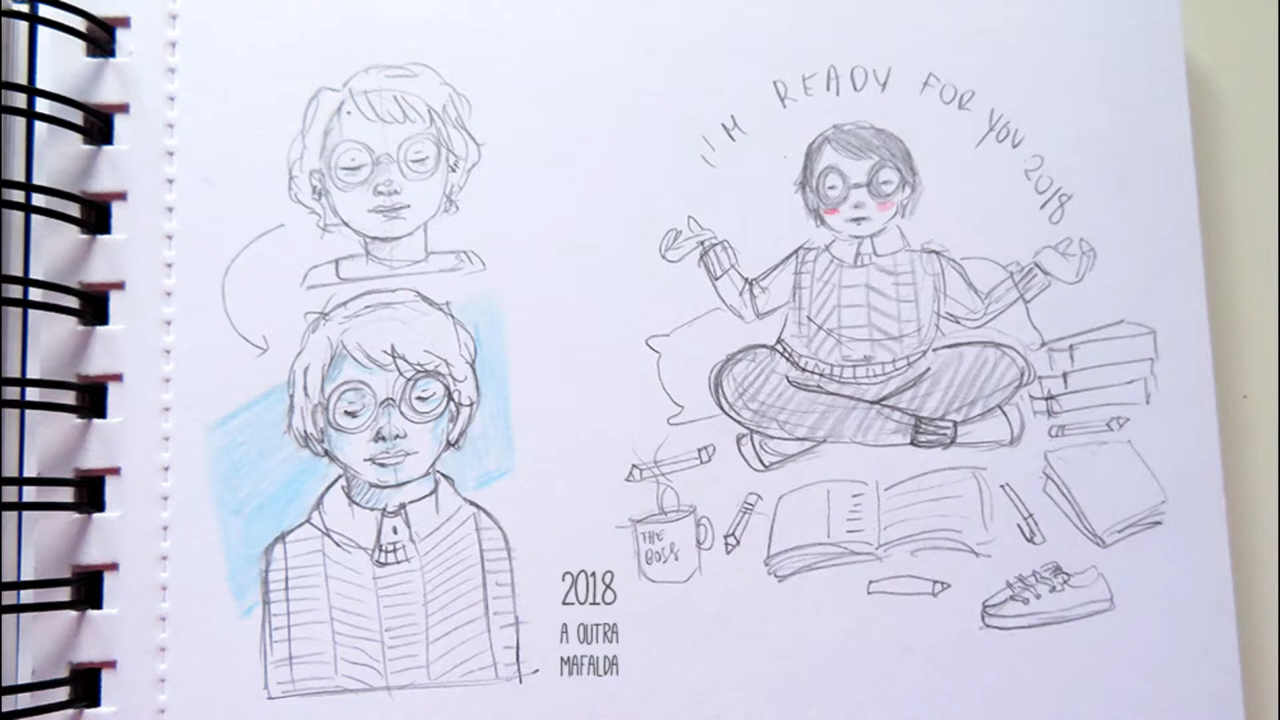 I'M READY FOR YOU 2018
THE
BOSS
2018
A OUTRA
MAFALDA